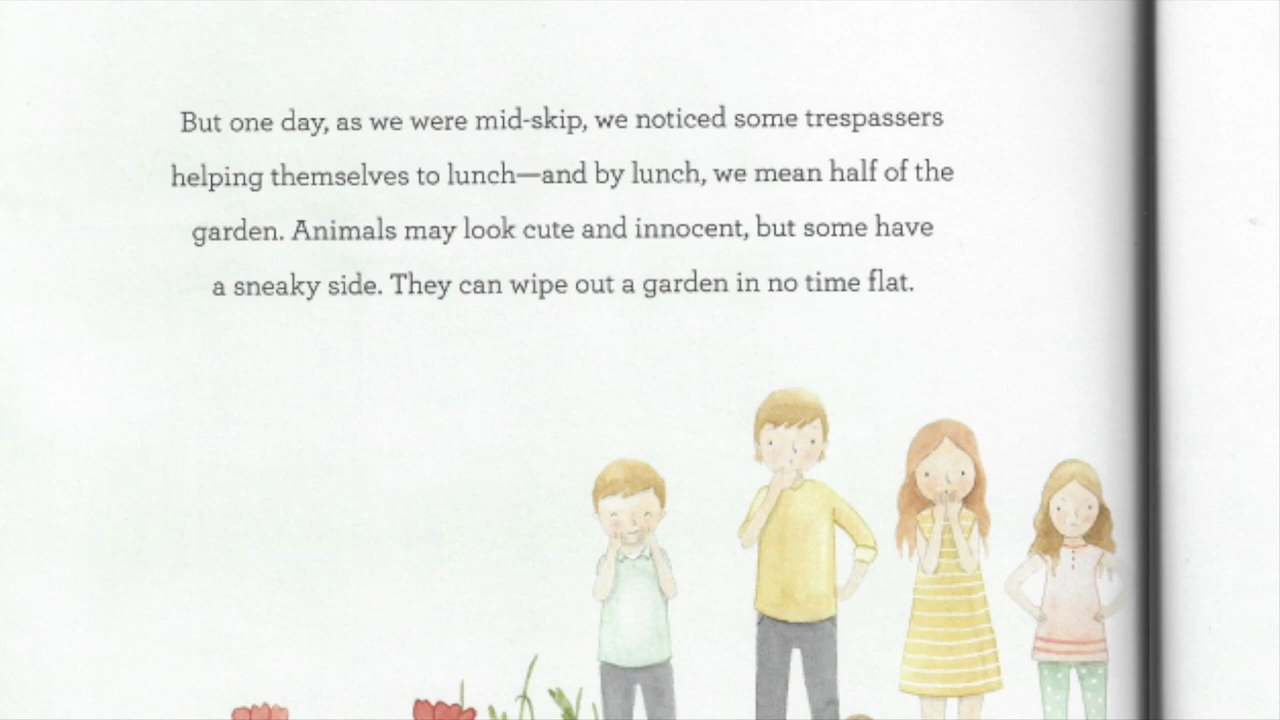 But one day, as we were mid-skip, we noticed some trespassers
helping themselves to lunch—and by lunch, we mean half of the
garden. Animals may look cute and innocent, but some have
a sneaky side. They can wipe out a garden in no time flat.